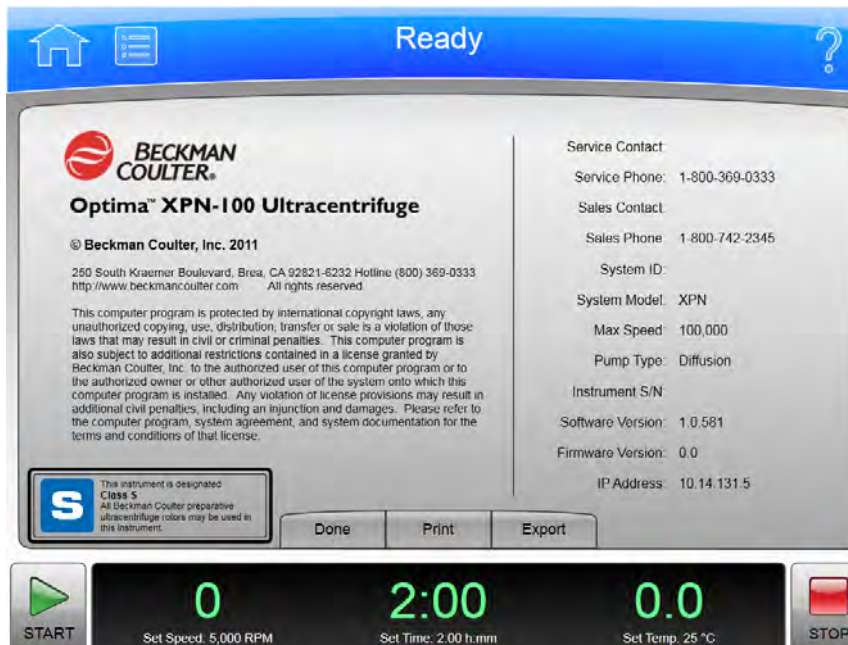 Ready
?
BECKMAN
COULTER®
Optima™ XPN-100 Ultracentrifuge
© Beckman Coulter, Inc. 2011
250 South Kraemer Boulevard, Brea, CA 92821-6232 Hotline (800) 369-0333
http://www.beckmancoulter.com All rights reserved
This computer program is protected by international copyright laws, any
unauthorized copying, use, distribution, transfer or sale is a violation of those
laws that may result in civil or criminal penalties. This computer program is
also subject to additional restrictions contained in a license granted by
Beckman Coulter, Inc. to the authorized user of this computer program or to
the authorized owner or other authorized user of the system onto which this
computer program is installed. Any violation of license provisions may result in
additional civil penalties, including an injunction and damages. Please refer to
the computer program, system agreement, and system documentation for the
terms and conditions of that license.
S
This instrument is designated
Class S
All Beckman Coulter preparative
ultracentrifuge rotors may be used in
this instrument.
Service Contact:
Service Phone: 1-800-369-0333
Sales Contact:
Sales Phone: 1-800-742-2345
System ID:
System Model: XPN
Max Speed: 100,000
Pump Type: Diffusion
Instrument S/N:
Software Version: 1.0.581
Firmware Version: 0.0
IP Address: 10.14.131.5
Done Print Export
START
0 2:00 0.0
Set Speed: 5,000 RPM Set Time: 2:00 h:mm Set Temp: 25 °C
STOP